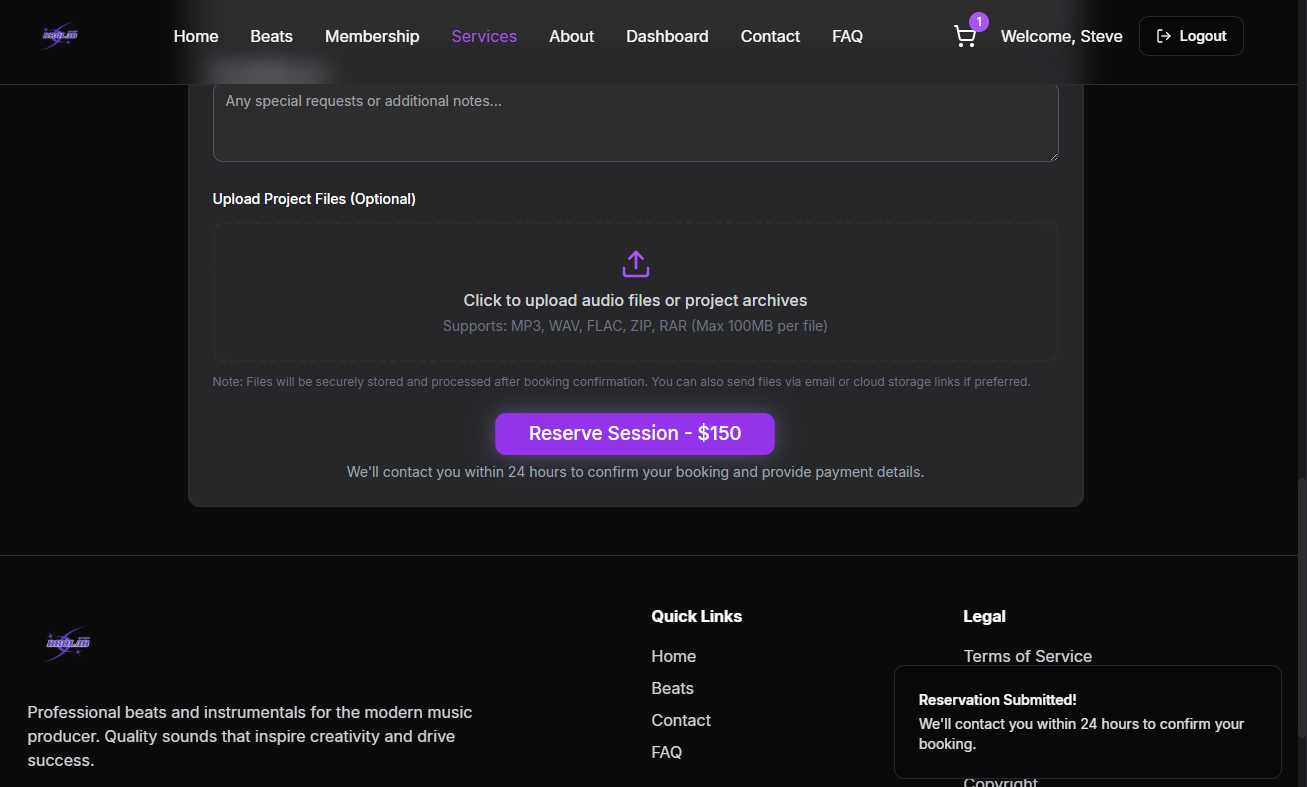 Home
Beats
Membership
Services
About
Dashboard
Contact
FAQ
1
Welcome, Steve
Logout
Any special requests or additional notes...
Upload Project Files (Optional)
Click to upload audio files or project archives
Supports: MP3, WAV, FLAC, ZIP, RAR (Max 100MB per file)
Note: Files will be securely stored and processed after booking confirmation. You can also send files via email or cloud storage links if preferred.
Reserve Session - $150
We'll contact you within 24 hours to confirm your booking and provide payment details.
Professional beats and instrumentals for the modern music
producer. Quality sounds that inspire creativity and drive
success.
Quick Links
Home
Beats
Contact
FAQ
Legal
Terms of Service
Reservation Submitted!
We'll contact you within 24 hours to confirm your
booking.
Copyright